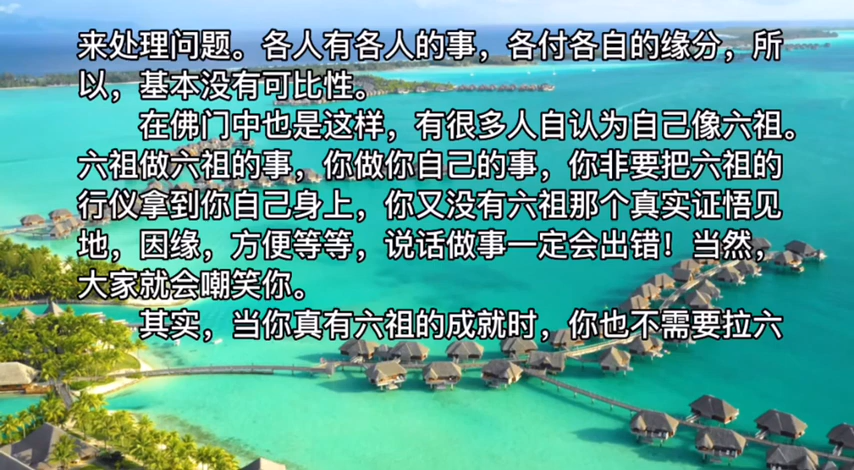 来处理问题。各人有各人的事，各付各自的缘分，所
以，基本没有可比性。
在佛门中也是这样，有很多人自认为自己像六祖。
六祖做六祖的事，你做你自己的事，你非要把六祖的
行仪拿到你自己身上，你又没有六祖那个真实证悟见
地，因缘，方便等等，说话做事一定会出错！当然，
大家就会嘲笑你。
其实，当你真有六祖的成就时，你也不需要拉六